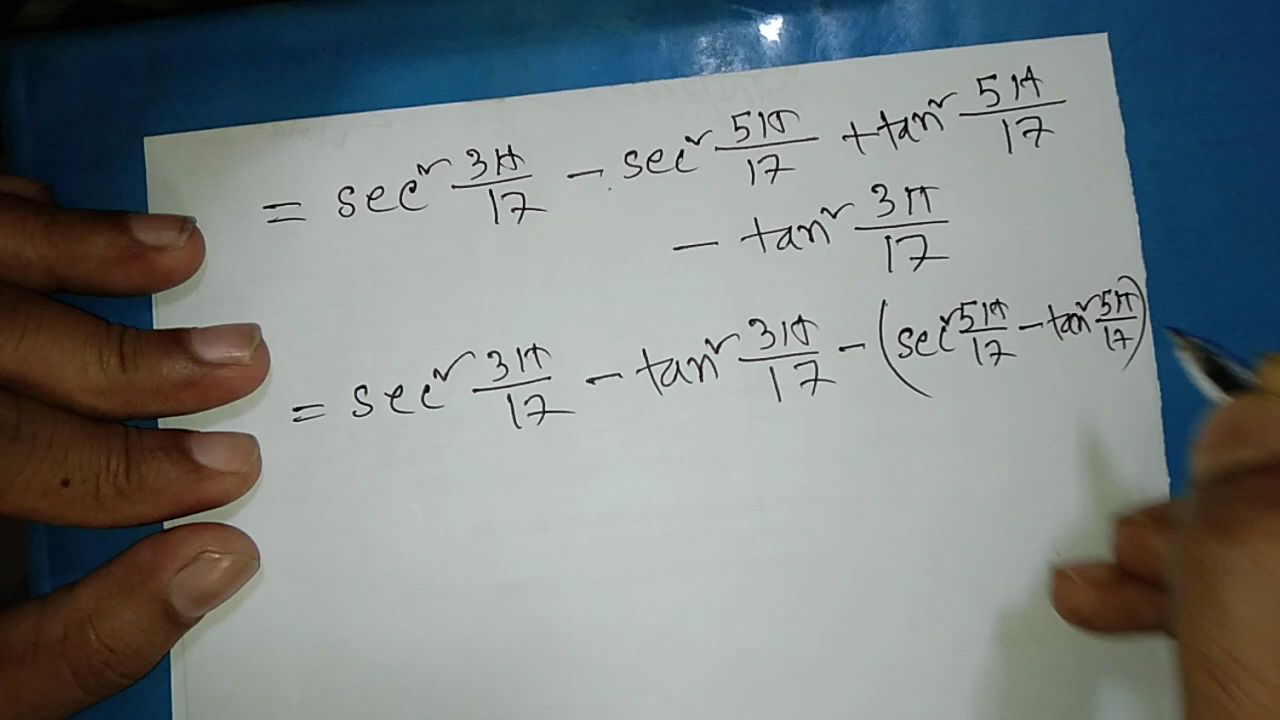 = sec² 3π/17 − sec² 5π/17 + tan² 5π/17
− tan² 3π/17
= sec² 3π/17 − tan² 3π/17 − (sec² 5π/17 − tan² 5π/17)